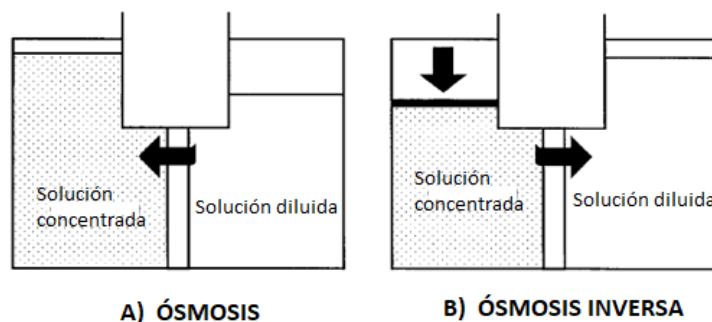 Solución
concentrada
Solución diluida
A) ÓSMOSIS
Solución
concentrada
Solución diluida
B) ÓSMOSIS INVERSA